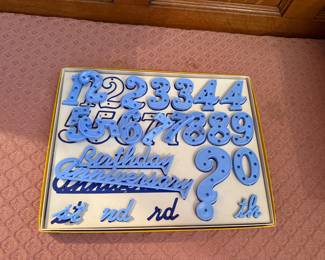 1 2 2 3 3 4 4
5 5 6 6 7 7 8 8 9
Birthday ? 0
Anniversary
st nd rd th